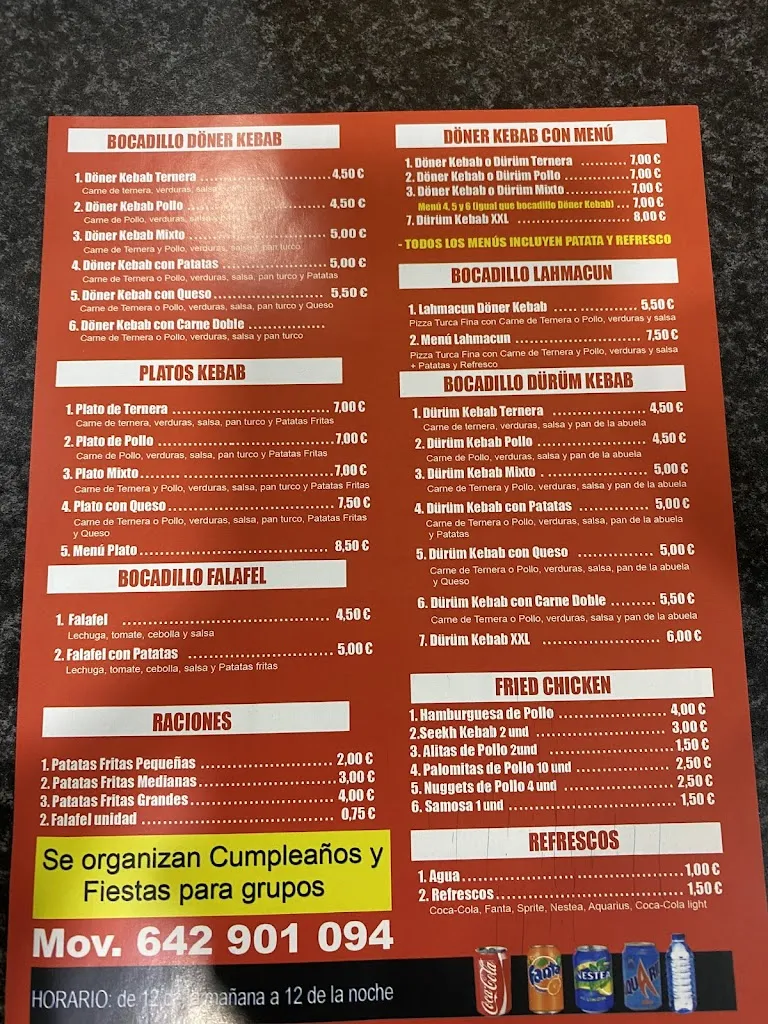 BOCADILLO DÖNER KEBAB
1. Döner Kebab Ternera ..........................4,50 €
Carne de ternera, verduras, salsa pan turco
2. Döner Kebab Pollo .............................. 4,50 €
Carne de Pollo, verduras, pan turco
3. Döner Kebab Mixto .............................. 5,00 €
Carne de Ternera y Pollo, verduras, salsa, pan turco
4. Döner Kebab con Patatas ...................... 5,00 €
Carne de Ternera o Pollo, verduras, salsa, pan turco y Patatas
5. Döner Kebab con Queso ....................... 5,50 €
Carne de Ternera o Pollo, verduras, salsa, pan turco y Queso
6. Döner Kebab con Carne Doble ................
Carne de Ternera o Pollo, verduras, salsa y pan turco
PLATOS KEBAB
1. Plato de Ternera ................................. 7,00 €
Carne de ternera, verduras, salsa, pan turco y Patatas Fritas
2. Plato de Pollo .....................................7,00 €
Carne de Pollo, verduras, salsa, pan turco y Patatas Fritas
3. Plato Mixto.........................................7,00 €
Carne de Ternera y Pollo, verduras, salsa, pan turco y Patatas Fritas
4. Plato con Queso .................................. 7,50 €
Carne de Ternera o Pollo, verduras, salsa, pan turco, Patatas Fritas
y Queso
5. Menú Plato ........................................ 8,50 €
BOCADILLO FALAFEL
1. Falafel ........................................... 4,50 €
Lechuga, tomate, cebolla y salsa
2. Falafel con Patatas ............................. 5,00 €
Lechuga, tomate, cebolla, salsa y Patatas fritas
RACIONES
1. Patatas Fritas Pequeñas ....................... 2,00 €
2. Patatas Fritas Medianas ....................... 3,00 €
3. Patatas Fritas Grandes ......................... 4,00 €
2. Falafel unidad ................................... 0,75 €
Se organizan Cumpleaños y
Fiestas para grupos
Mov. 642 901 094
HORARIO: de 12 de la mañana a 12 de la noche
DÖNER KEBAB CON MENÚ
1. Döner Kebab o Dürüm Ternera .......... 7,00 €
2. Döner Kebab o Dürüm Pollo ............. 7,00 €
3. Döner Kebab o Dürüm Mixto.............7,00 €
Menú 4, 5 y 6 (igual que bocadillo Döner Kebab) ... 7,00 €
7. Dürüm Kebab XXL ......................... 8,00 €
- TODOS LOS MENÚS INCLUYEN PATATA Y REFRESCO
BOCADILLO LAHMACUN
1. Lahmacun Döner Kebab ..... ............. 5,50 €
Pizza Turca Fina con Carne de Ternera o Pollo, verduras y salsa
2. Menú Lahmacun ........................... 7,50 €
Pizza Turca Fina con Carne de Ternera y Pollo, verduras y salsa
+ Patatas y Refresco
BOCADILLO DÜRÜM KEBAB
1. Dürüm Kebab Ternera .................... 4,50 €
Carne de ternera, verduras, salsa y pan de la abuela
2. Dürüm Kebab Pollo ....................... 4,50 €
Carne de Pollo, verduras, salsa y pan de la abuela
3. Dürüm Kebab Mixto . ..................... 5,00 €
Carne de Ternera y Pollo, verduras, salsa y pan de la abuela
4. Dürüm Kebab con Patatas ................ 5,00 €
Carne de Ternera o Pollo, verduras, salsa, pan de la abuela
y Patatas
5. Dürüm Kebab con Queso ................. 5,00 €
Carne de Ternera o Pollo, verduras, salsa, pan de la abuela
y Queso
6. Dürüm Kebab con Carne Doble .......... 5,50 €
Carne de Ternera o Pollo, verduras, salsa y pan de la abuela
7. Dürüm Kebab XXL .......................... 6,00 €
FRIED CHICKEN
1. Hamburguesa de Pollo ..................... 4,00 €
2.Seekh Kebab 2 und ........................ 3,00 €
3. Alitas de Pollo 2und ....................... 1,50 €
4. Palomitas de Pollo 10 und ................ 2,50 €
5. Nuggets de Pollo 4 und ................... 2,50 €
6. Samosa 1 und ............................... 1,50 €
REFRESCOS
1. Agua ..........................................1,00 €
2. Refrescos.....................................1,50 €
Coca-Cola, Fanta, Sprite, Nestea, Aquarius, Coca-Cola light
Coca-Cola
Fanta
NESTEA